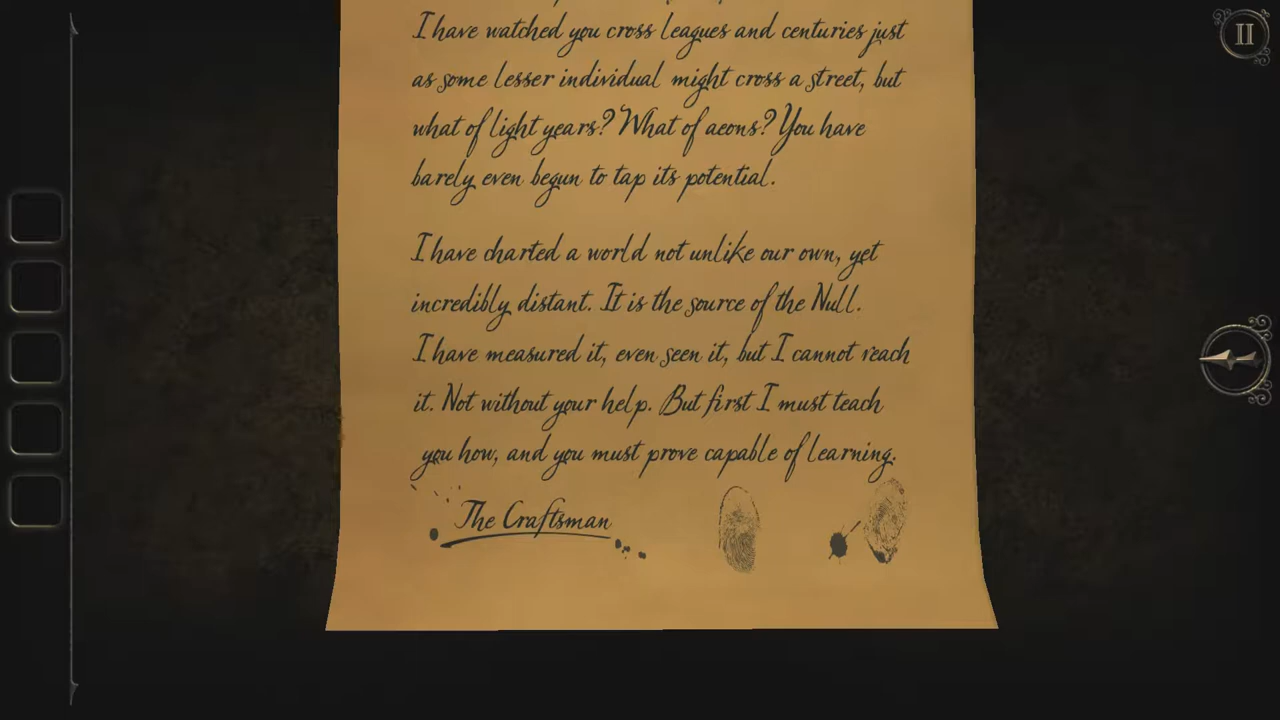 I have watched you cross leagues and centuries just
as some lesser individual might cross a street, but
what of light years? What of aeons? You have
barely even begun to tap its potential.
I have charted a world not unlike our own, yet
incredibly distant. It is the source of the Null.
I have measured it, even seen it, but I cannot reach
it. Not without your help. But first I must teach
you how, and you must prove capable of learning.
The Craftsman